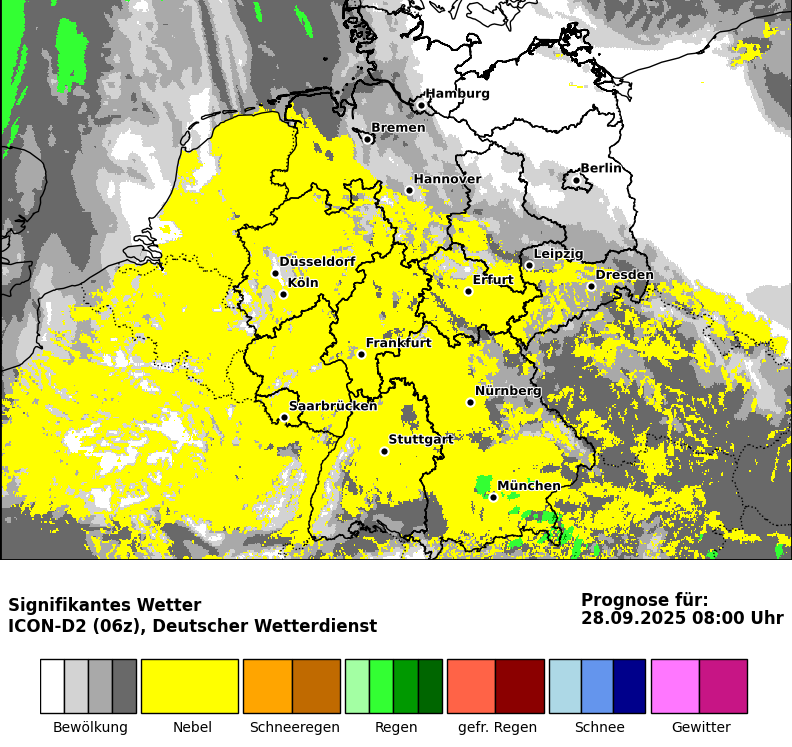 Hamburg
Bremen
Berlin
Hannover
Leipzig
Düsseldorf
Dresden
Köln
Erfurt
Frankfurt
Nürnberg
Saarbrücken
Stuttgart
München
Signifikantes Wetter
ICON-D2 (06z), Deutscher Wetterdienst
Prognose für:
28.09.2025 08:00 Uhr
Bewölkung Nebel Schneeregen Regen gefr. Regen Schnee Gewitter